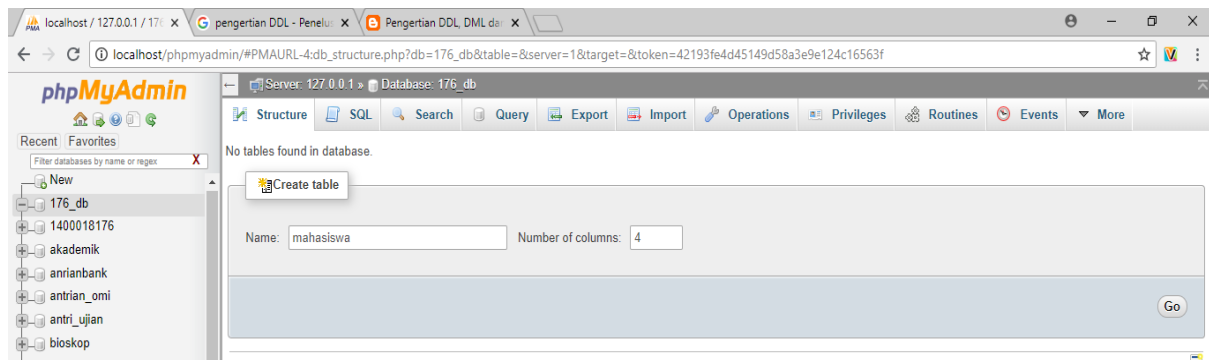 localhost / 127.0.0.1 / 176 x G pengertian DDL - Penelus x Pengertian DDL, DML dan x
localhost/phpmyadmin/#PMAURL-4:db_structure.php?db=176_db&table=&server=1&target=&token=42193fe4d45149d58a3e9e124c16563f
phpMyAdmin
Recent Favorites
Filter databases by name or regex X
New
176_db
1400018176
akademik
anrianbank
antrian_omi
antri_ujian
bioskop
Server: 127.0.0.1 » Database: 176_db
Structure SQL Search Query Export Import Operations Privileges Routines Events More
No tables found in database.
Create table
Name: mahasiswa Number of columns: 4
Go